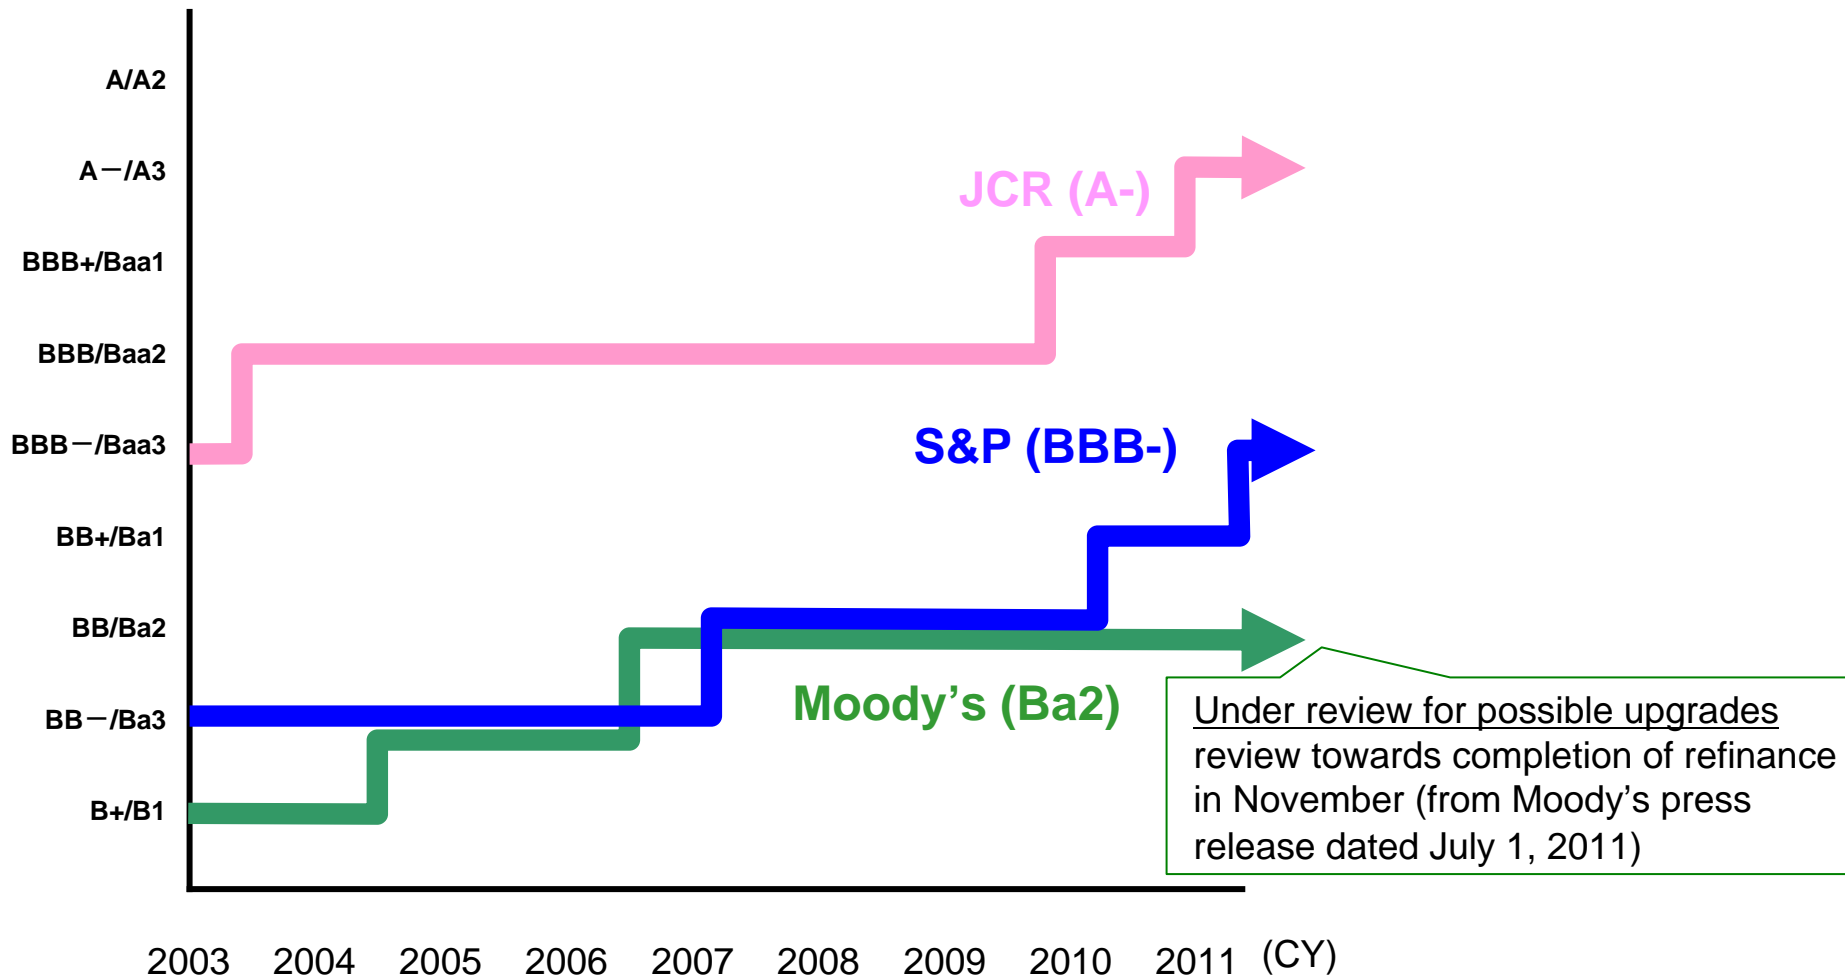 A/A2
A－/A3
JCR (A-)
BBB+/Baa1
BBB/Baa2
BBB－/Baa3
S&P (BBB-)
BB+/Ba1
BB/Ba2
BB－/Ba3
Moody’s (Ba2)
Under review for possible upgrades
review towards completion of refinance
in November (from Moody’s press
release dated July 1, 2011)
B+/B1
2003 2004 2005 2006 2007 2008 2009 2010 2011 (CY)